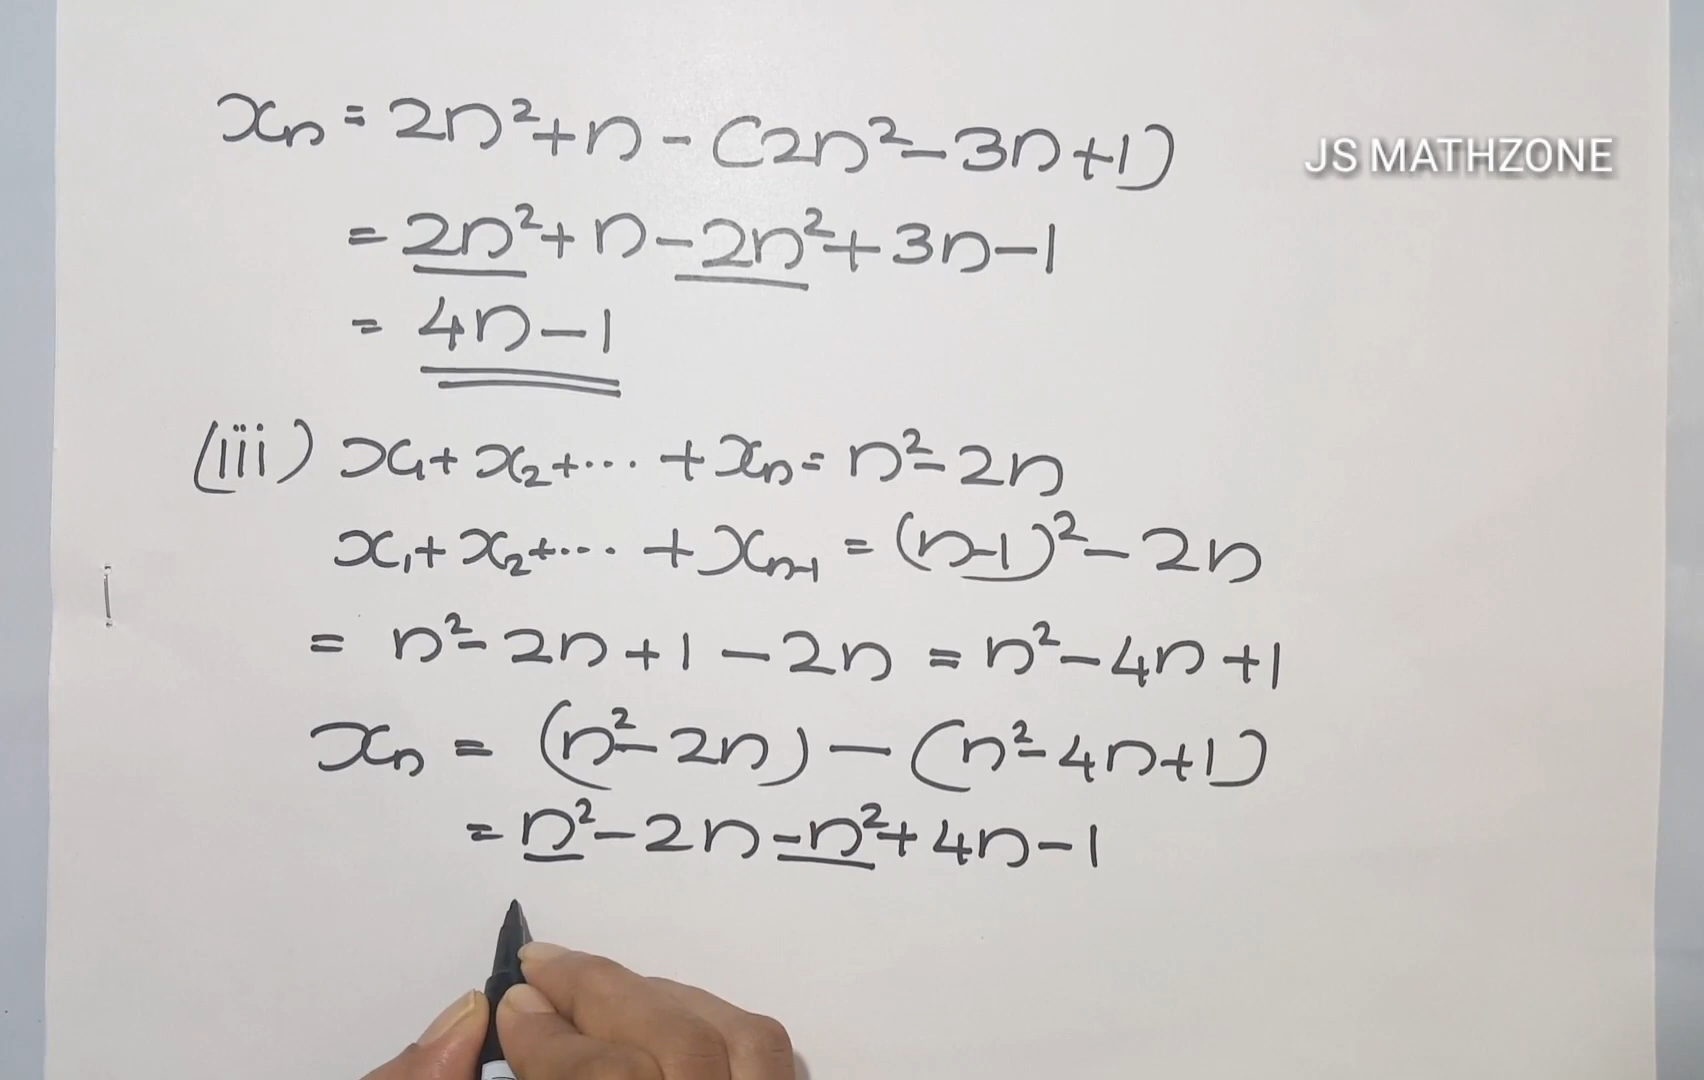 xₙ = 2n²+n - (2n²-3n+1)
JS MATHZONE
= 2n²+n-2n²+3n-1
= 4n-1
(iii) x₁+x₂+... +xₙ= n²-2n
x₁+x₂+... +xₙ₋₁ = (n-1)²-2n
= n²-2n+1-2n = n²-4n+1
xₙ = (n²-2n)-(n²-4n+1)
= n²-2n-n²+4n-1